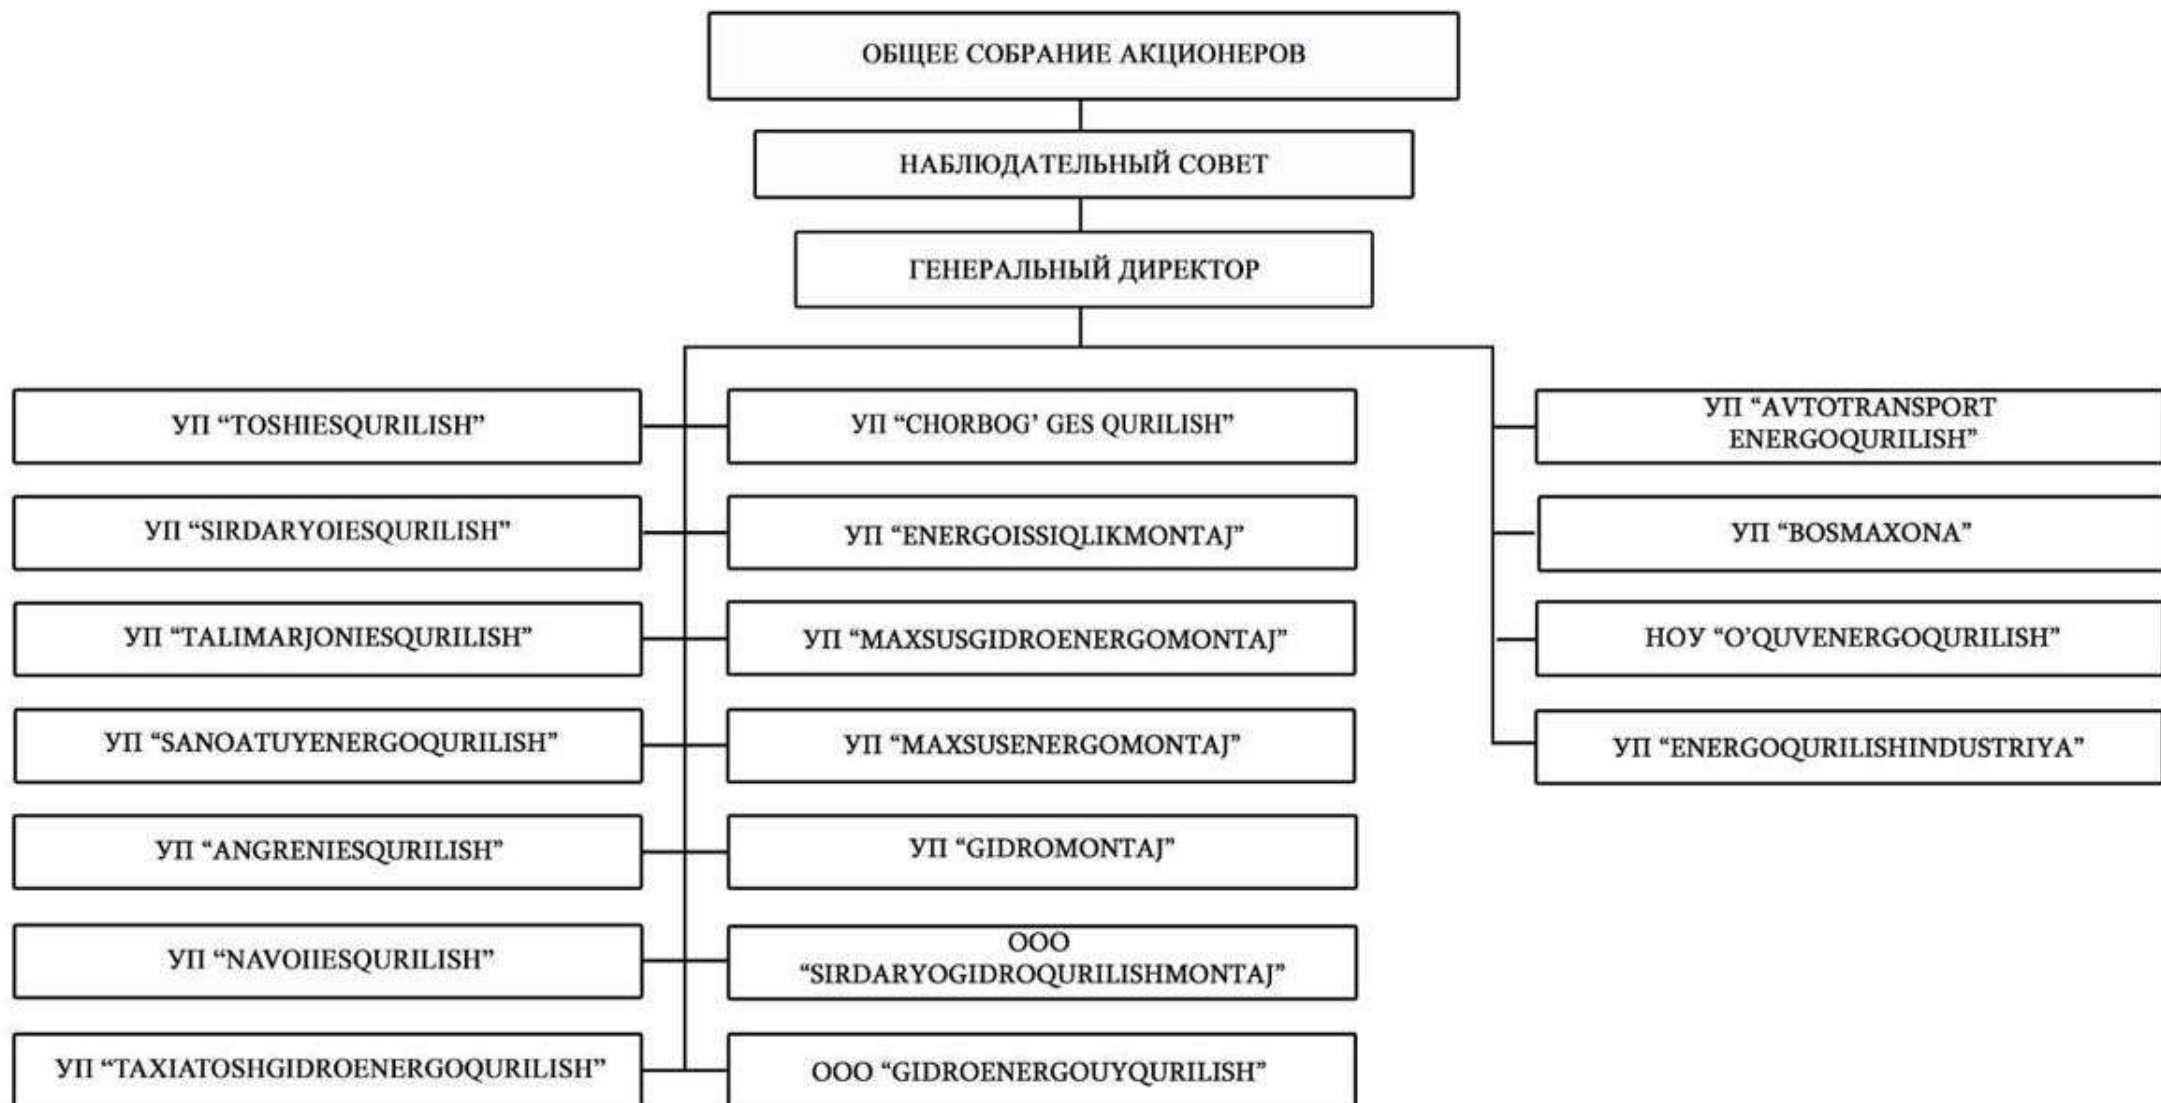 ОБЩЕЕ СОБРАНИЕ АКЦИОНЕРОВ
НАБЛЮДАТЕЛЬНЫЙ СОВЕТ
ГЕНЕРАЛЬНЫЙ ДИРЕКТОР
УП “TOSHIESQURILISH”
УП “CHORBOG’ GES QURILISH”
УП “AVTOTRANSPORT
ENERGOQURILISH”
УП “SIRDARYOIESQURILISH”
УП “ENERGOISSIQLIKMONTAJ”
УП “BOSMAXONA”
УП “TALIMARJONIESQURILISH”
УП “MAXSUSGIDROENERGOMONTAJ”
НОУ “O’QUVENERGOQURILISH”
УП “SANOATUYENERGOQURILISH”
УП “MAXSUSENERGOMONTAJ”
УП “ENERGOQURILISHINDUSTRIYA”
УП “ANGRENIESQURILISH”
УП “GIDROMONTAJ”
УП “NAVOIIESQURILISH”
ООО
“SIRDARYOGIDROQURILISHMONTAJ”
УП “TAXIATOSHGIDROENERGOQURILISH”
ООО “GIDROENERGOUYQURILISH”